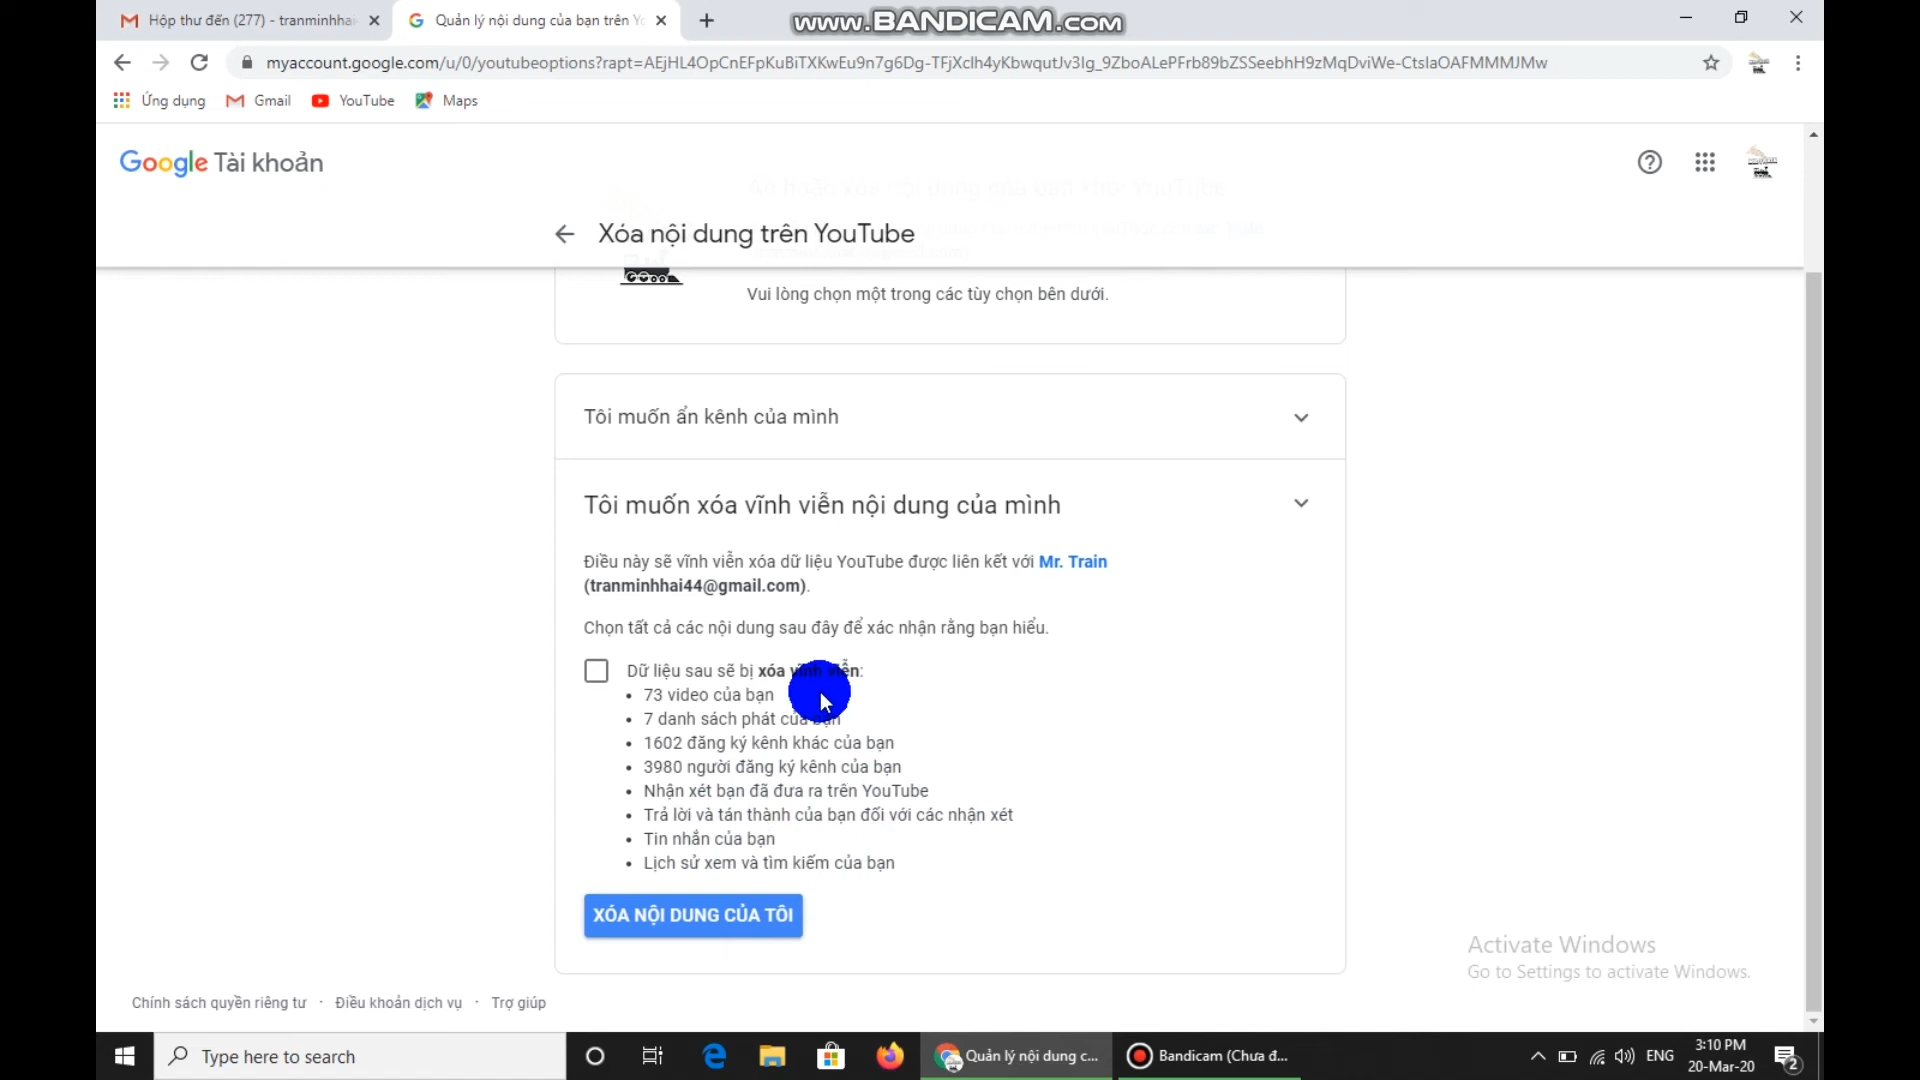 Hộp thư đến (277) - tranminhhai
Quản lý nội dung của bạn trên Yo
www.BANDICAM.com
myaccount.google.com/u/0/youtubeoptions?rapt=AEjHL4OpCnEFpKuBiTXKwEu9n7g6Dg-TFjXclh4yKbwqutJv3Ig_9ZboALePFrb89bZSSeebhH9zMqDviWe-CtsIaOAFMMMJMw
Ứng dụng
Gmail
YouTube
Maps
Google Tài khoản
Xóa nội dung trên YouTube
Vui lòng chọn một trong các tùy chọn bên dưới.
Tôi muốn ẩn kênh của mình
Tôi muốn xóa vĩnh viễn nội dung của mình
Điều này sẽ vĩnh viễn xóa dữ liệu YouTube được liên kết với Mr. Train
(tranminhhai44@gmail.com).
Chọn tất cả các nội dung sau đây để xác nhận rằng bạn hiểu.
Dữ liệu sau sẽ bị xóa vĩnh viễn:
• 73 video của bạn
• 7 danh sách phát của bạn
• 1602 đăng ký kênh khác của bạn
• 3980 người đăng ký kênh của bạn
• Nhận xét bạn đã đưa ra trên YouTube
• Trả lời và tán thành của bạn đối với các nhận xét
• Tin nhắn của bạn
• Lịch sử xem và tìm kiếm của bạn
XÓA NỘI DUNG CỦA TÔI
Activate Windows
Go to Settings to activate Windows.
Chính sách quyền riêng tư · Điều khoản dịch vụ · Trợ giúp
Type here to search
Quản lý nội dung c...
Bandicam (Chưa đ...
ENG
3:10 PM
20-Mar-20
2